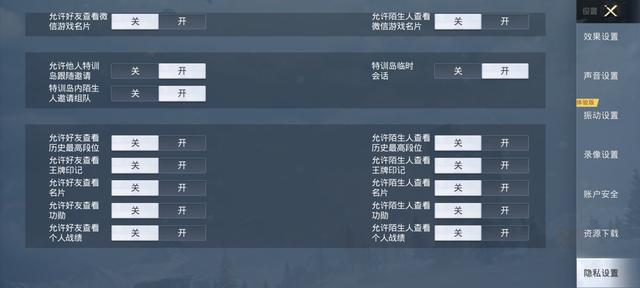 允许好友查看微
信游戏名片
关
开
允许陌生人查看
微信游戏名片
关
开
允许他人特训
岛跟随邀请
关
开
特训岛临时
会话
关
开
特训岛内陌生
人邀请组队
关
开
允许好友查看
历史最高段位
关
开
允许陌生人查看
历史最高段位
关
开
允许好友查看
王牌印记
关
开
允许陌生人查看
王牌印记
关
开
允许好友查看
名片
关
开
允许陌生人查看
名片
关
开
允许好友查看
功勋
关
开
允许陌生人查看
功勋
关
开
允许好友查看
个人战绩
关
开
允许陌生人查看
个人战绩
关
开
设置
效果设置
声音设置
体验版
振动设置
录像设置
账户安全
资源下载
隐私设置